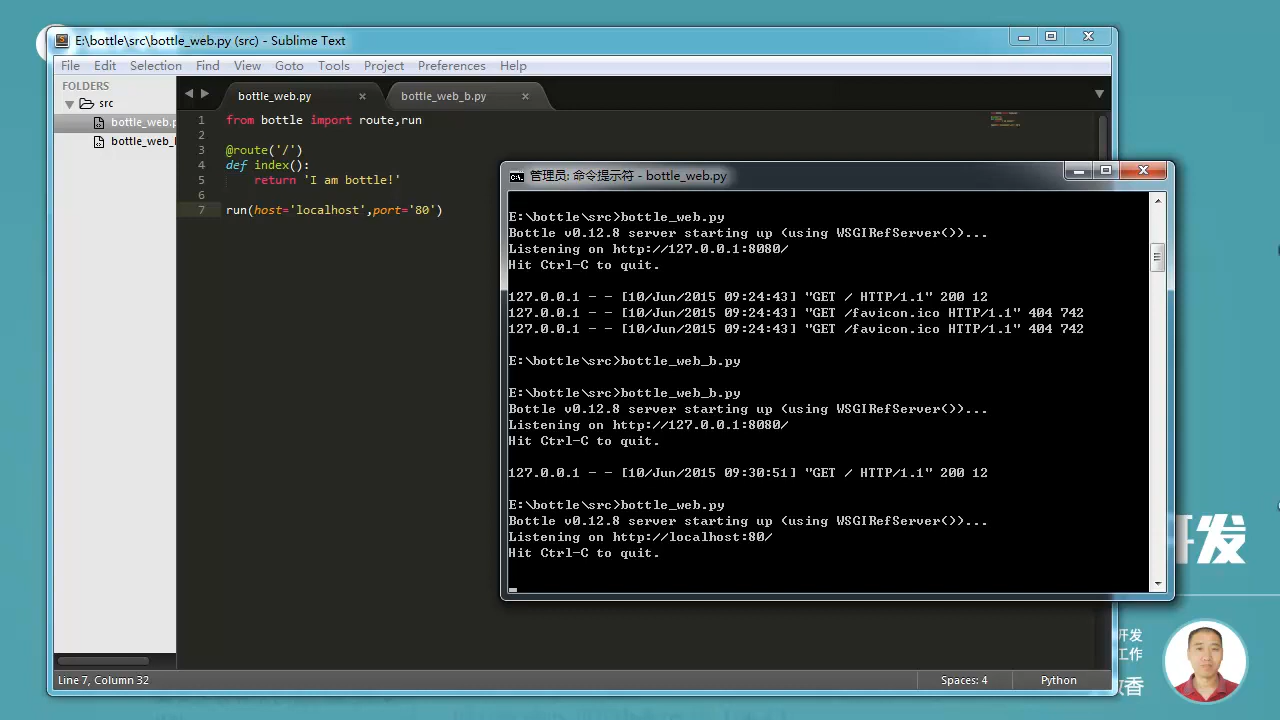 E:\bottle\src\bottle_web.py (src) - Sublime Text
File Edit Selection Find View Goto Tools Project Preferences Help
FOLDERS
src
bottle_web.p
bottle_web_
bottle_web.py
bottle_web_b.py
1 from bottle import route,run
2
3 @route('/')
4 def index():
5 return 'I am bottle!'
6
7 run(host='localhost',port='80')
管理员: 命令提示符 - bottle_web.py
E:\bottle\src>bottle_web.py
Bottle v0.12.8 server starting up (using WSGIRefServer())...
Listening on http://127.0.0.1:8080/
Hit Ctrl-C to quit.
127.0.0.1 - - [10/Jun/2015 09:24:43] "GET / HTTP/1.1" 200 12
127.0.0.1 - - [10/Jun/2015 09:24:43] "GET /favicon.ico HTTP/1.1" 404 742
127.0.0.1 - - [10/Jun/2015 09:24:43] "GET /favicon.ico HTTP/1.1" 404 742
E:\bottle\src>bottle_web_b.py
E:\bottle\src>bottle_web_b.py
Bottle v0.12.8 server starting up (using WSGIRefServer())...
Listening on http://127.0.0.1:8080/
Hit Ctrl-C to quit.
127.0.0.1 - - [10/Jun/2015 09:30:51] "GET / HTTP/1.1" 200 12
E:\bottle\src>bottle_web.py
Bottle v0.12.8 server starting up (using WSGIRefServer())...
Listening on http://localhost:80/
Hit Ctrl-C to quit.
开发
开发
工作
香
Line 7, Column 32
Spaces: 4
Python